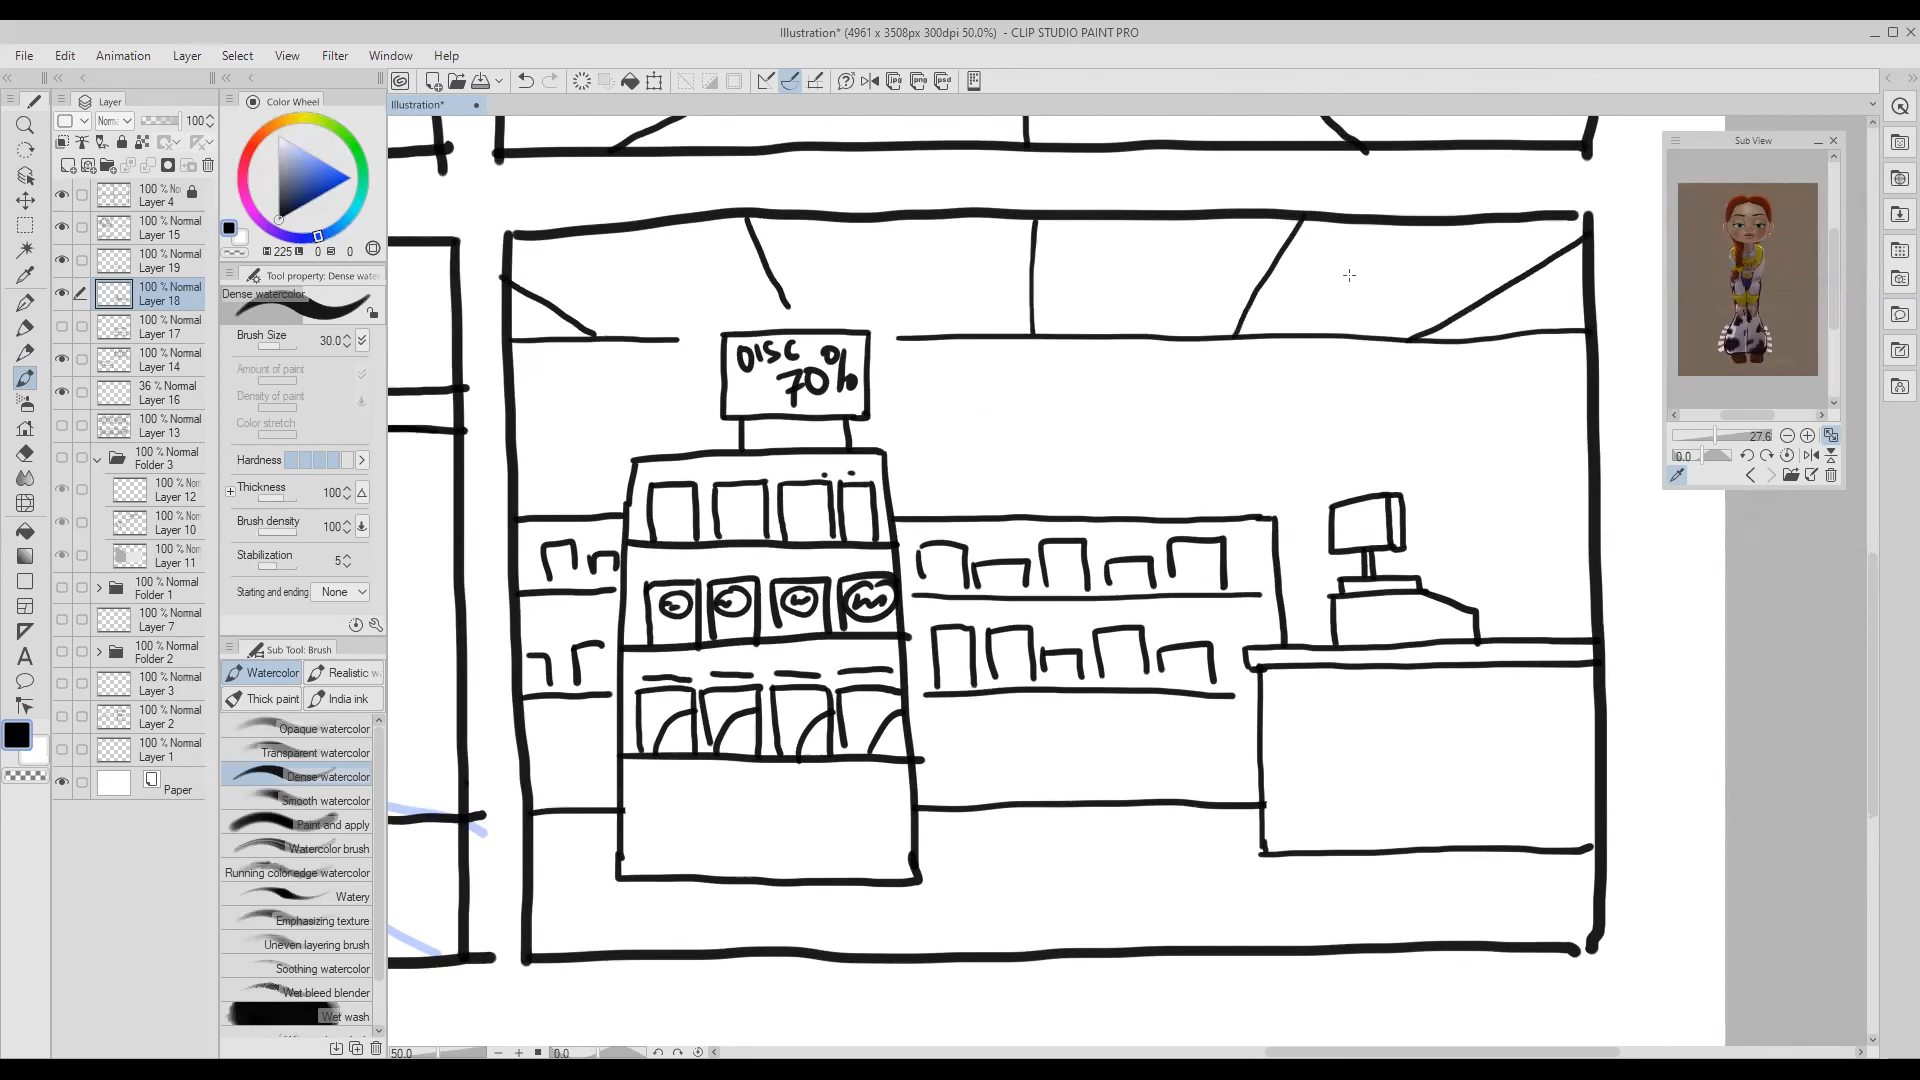 Illustration* (4961 x 3508px 300dpi 50.0%) - CLIP STUDIO PAINT PRO
File Edit Animation Layer Select View Filter Window Help
Layer
Color Wheel
Illustration*
100
225 0 0
100 % Normal
Layer 15
100 % Normal
Layer 19
100 % Normal
Layer 18
100 % Normal
Layer 17
100 % Normal
Layer 14
36 % Normal
Layer 16
100 % Normal
Layer 13
100 % Normal
Folder 3
Layer 12
Layer 10
Layer 11
100 % Normal
Folder 1
100 % Normal
Layer 7
100 % Normal
Folder 2
100 % Normal
Layer 3
100 % Normal
Layer 2
100 % Normal
Layer 1
Paper
Layer 4
Dense watercolor
Brush Size 30.0
Amount of paint
Density of paint
Color stretch
Hardness
Thickness 100
Brush density 100
Stabilization 5
Starting and ending None
Sub Tool: Brush
Watercolor
Thick paint India ink
Opaque watercolor
Transparent watercolor
Dense watercolor
Smooth watercolor
Paint and apply
Watercolor brush
Running color edge watercolor
Watery
Emphasizing texture
Uneven layering brush
Soothing watercolor
Wet bleed blender
Wet wash
DISC
70%
Sub View
27.6
0.0
50.0 0.0